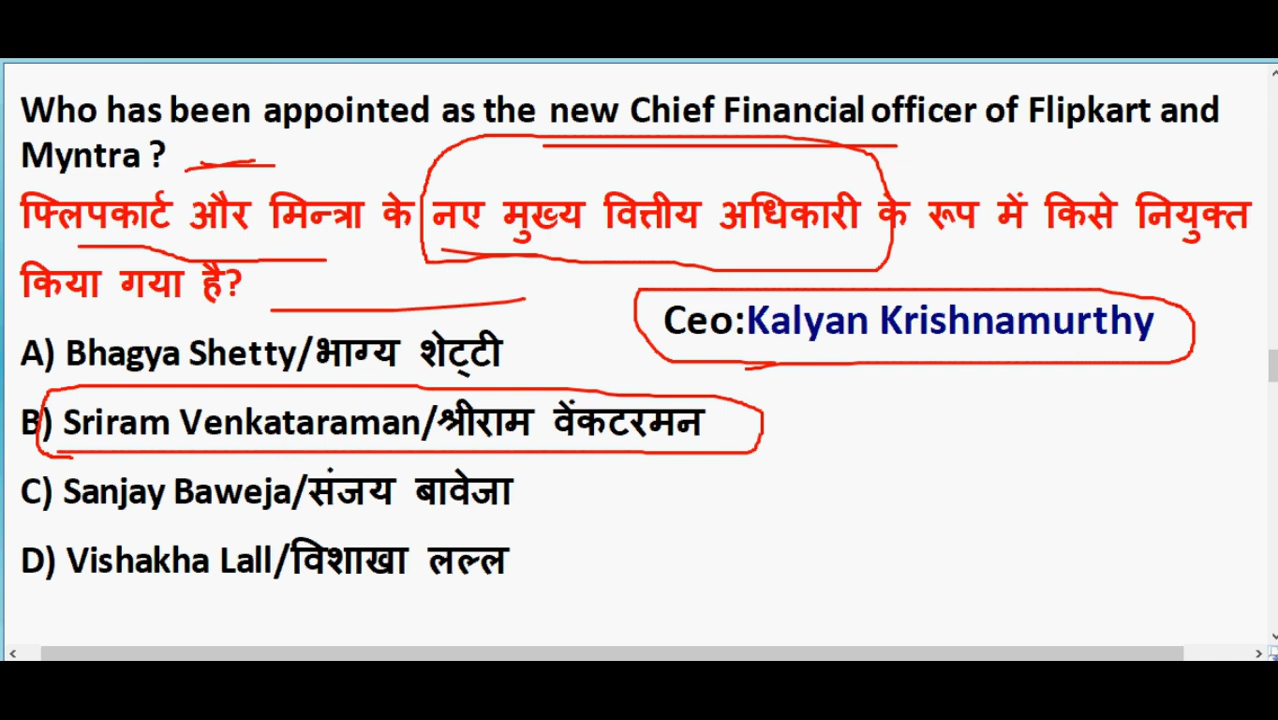 Who has been appointed as the new Chief Financial officer of Flipkart and
Myntra ?
फ्लिपकार्ट और मिन्त्रा के नए मुख्य वित्तीय अधिकारी के रूप में किसे नियुक्त
किया गया है?
Ceo:Kalyan Krishnamurthy
A) Bhagya Shetty/भाग्य शेट्टी
B) Sriram Venkataraman/श्रीराम वेंकटरमन
C) Sanjay Baweja/संजय बावेजा
D) Vishakha Lall/विशाखा लल्ल